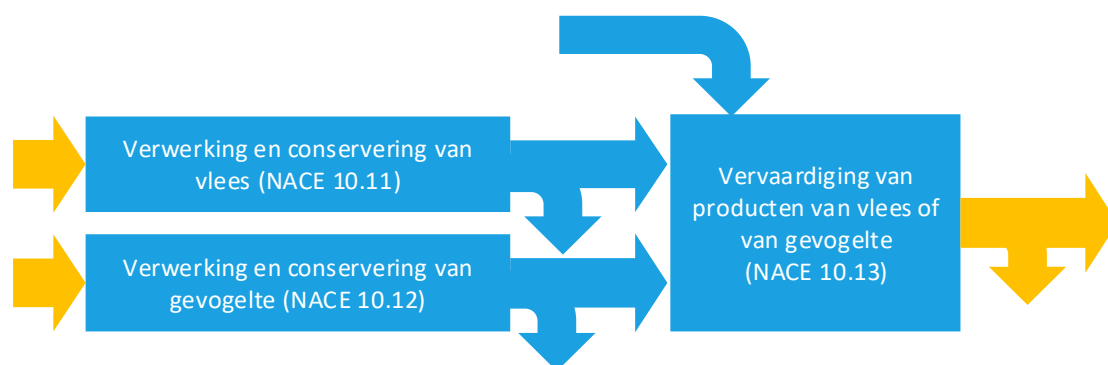 Verwerking en conservering van
vlees (NACE 10.11)
Verwerking en conservering van
gevogelte (NACE 10.12)
Vervaardiging van
producten van vlees of
van gevogelte
(NACE 10.13)